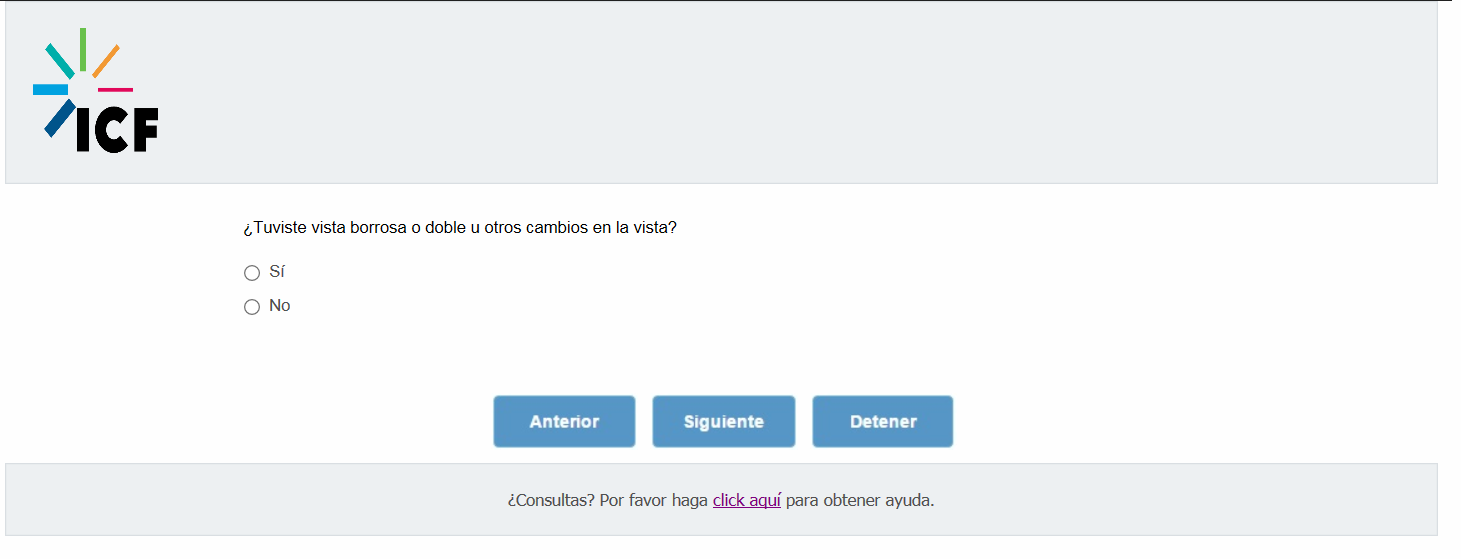 ICF
¿Tuviste vista borrosa o doble u otros cambios en la vista?
Sí
No
Anterior
Siguiente
Detener
¿Consultas? Por favor haga click aquí para obtener ayuda.